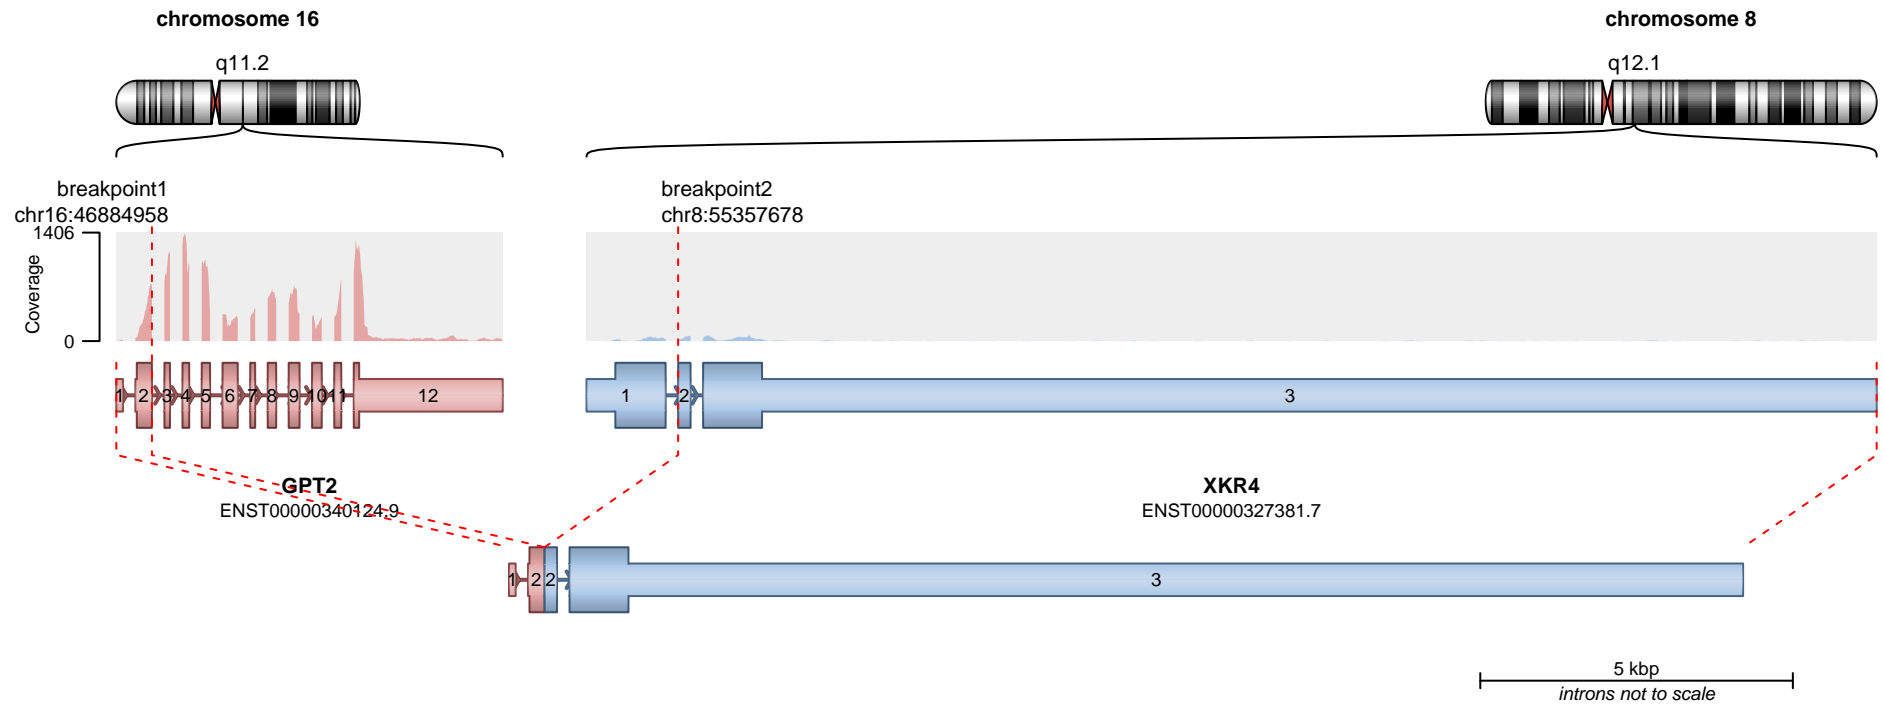 chromosome 16
chromosome 8
q11.2
q12.1
breakpoint1
chr16:46884958
breakpoint2
chr8:55357678
1406
Coverage
0
1 2 3 4 5 6 7 8 9 10 11 12
1 2 3
GPT2
ENST00000340124.9
XKR4
ENST00000327381.7
1 2 2 3
5 kbp
introns not to scale